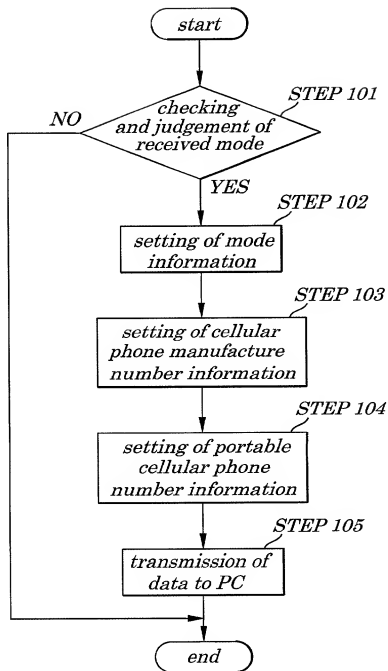 start
STEP 101
checking
and judgement of
received mode
NO
YES
STEP 102
setting of mode
information
STEP 103
setting of cellular
phone manufacture
number information
STEP 104
setting of portable
cellular phone
number information
STEP 105
transmission of
data to PC
end